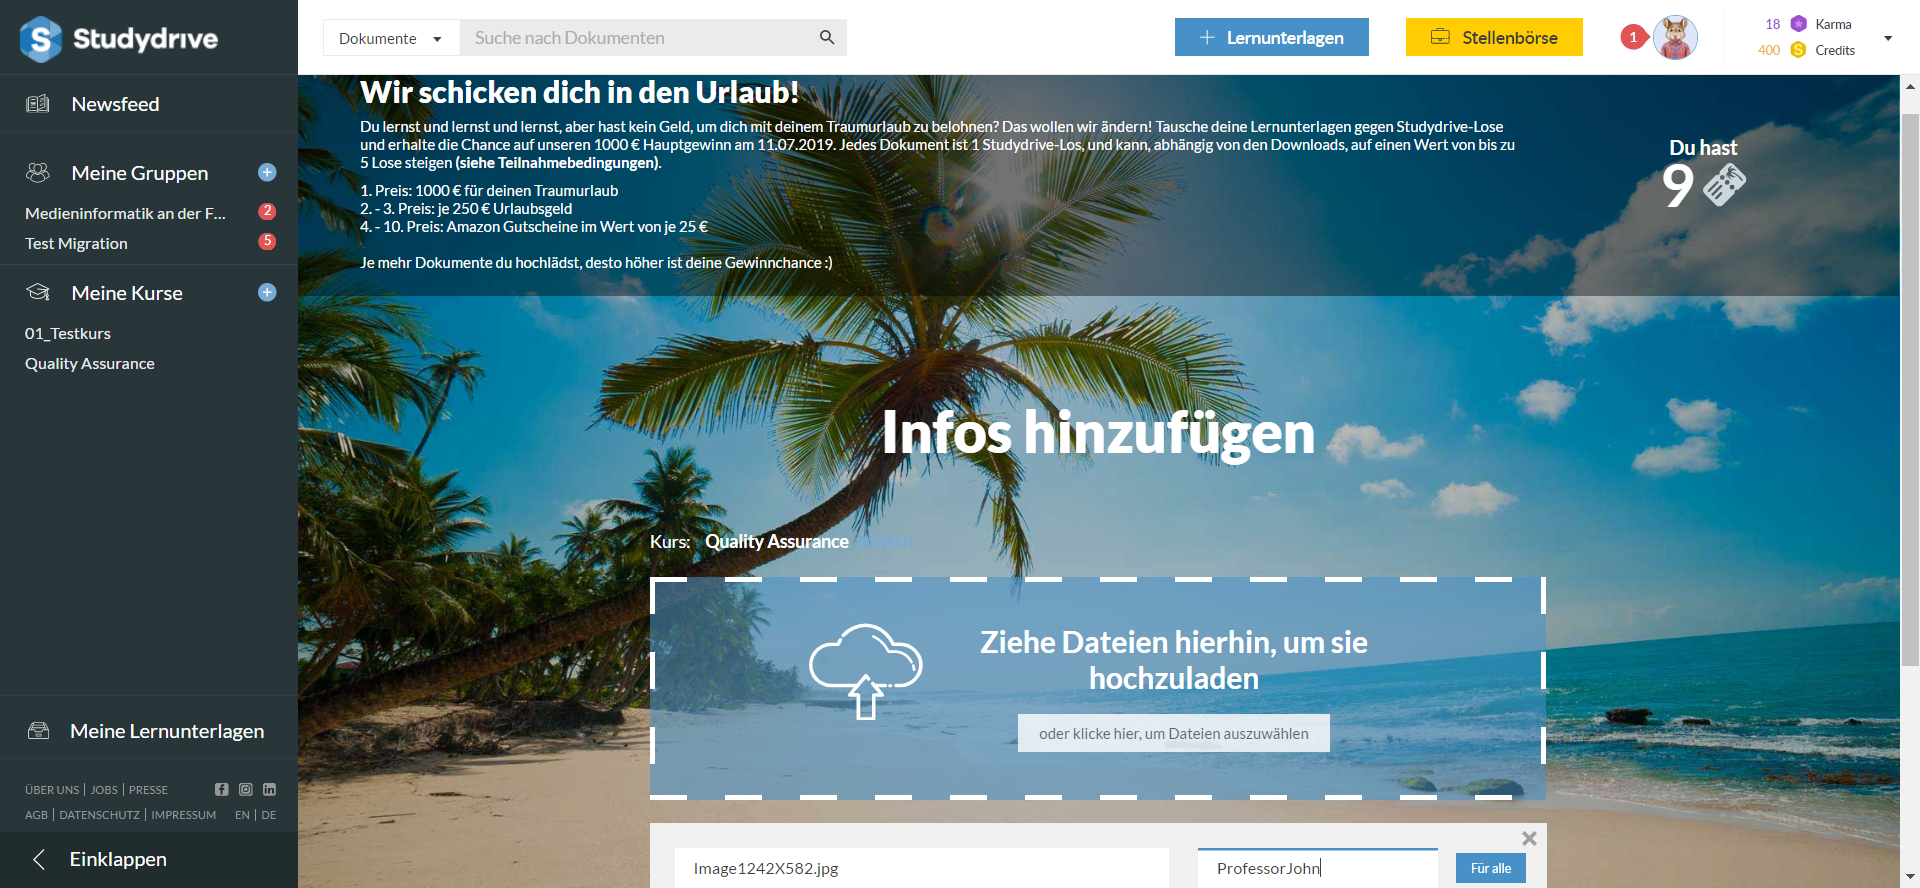 Studydrive
Dokumente
Suche nach Dokumenten
Lernunterlagen
Stellenbörse
1
18 Karma
400 Credits
Newsfeed
Meine Gruppen
Medieninformatik an der F... 2
Test Migration 5
Meine Kurse
01_Testkurs
Quality Assurance
Meine Lernunterlagen
ÜBER UNS | JOBS | PRESSE
AGB | DATENSCHUTZ | IMPRESSUM EN | DE
Einklappen
Wir schicken dich in den Urlaub!
Du lernst und lernst und lernst, aber hast kein Geld, um dich mit deinem Traumurlaub zu belohnen? Das wollen wir ändern! Tausche deine Lernunterlagen gegen Studydrive-Lose
und erhalte die Chance auf unseren 1000 € Hauptgewinn am 11.07.2019. Jedes Dokument ist 1 Studydrive-Los, und kann, abhängig von den Downloads, auf einen Wert von bis zu
5 Lose steigen (siehe Teilnahmebedingungen).
1. Preis: 1000 € für deinen Traumurlaub
2. - 3. Preis: je 250 € Urlaubsgeld
4. - 10. Preis: Amazon Gutscheine im Wert von je 25 €
Je mehr Dokumente du hochlädst, desto höher ist deine Gewinnchance :)
Du hast
9
Infos hinzufügen
Kurs: Quality Assurance
Ziehe Dateien hierhin, um sie
hochzuladen
oder klicke hier, um Dateien auszuwählen
Image1242X582.jpg
ProfessorJohn
Für alle